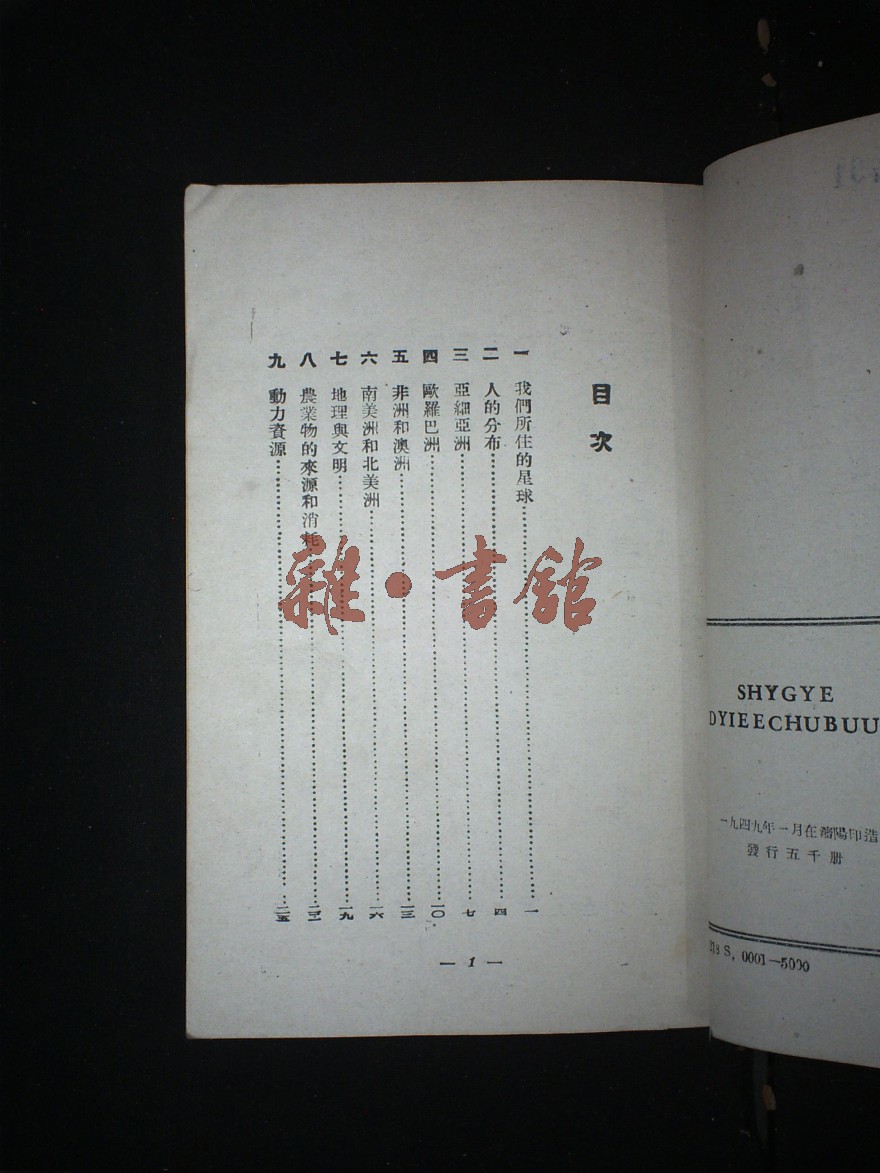 目次
一 我們所住的星球 一
二 人的分布 四
三 亞細亞洲 七
四 歐羅巴洲 一〇
五 非洲和澳洲 一三
六 南美洲和北美洲 一六
七 地理與文明 一九
八 農業物的來源和消耗
九 動力資源 二五
— 1 —
雜·書館
SHYGYE
DYIEECHUBUU
一九四九年一月在瀋陽印造
發行五千册
S. 0001—5000